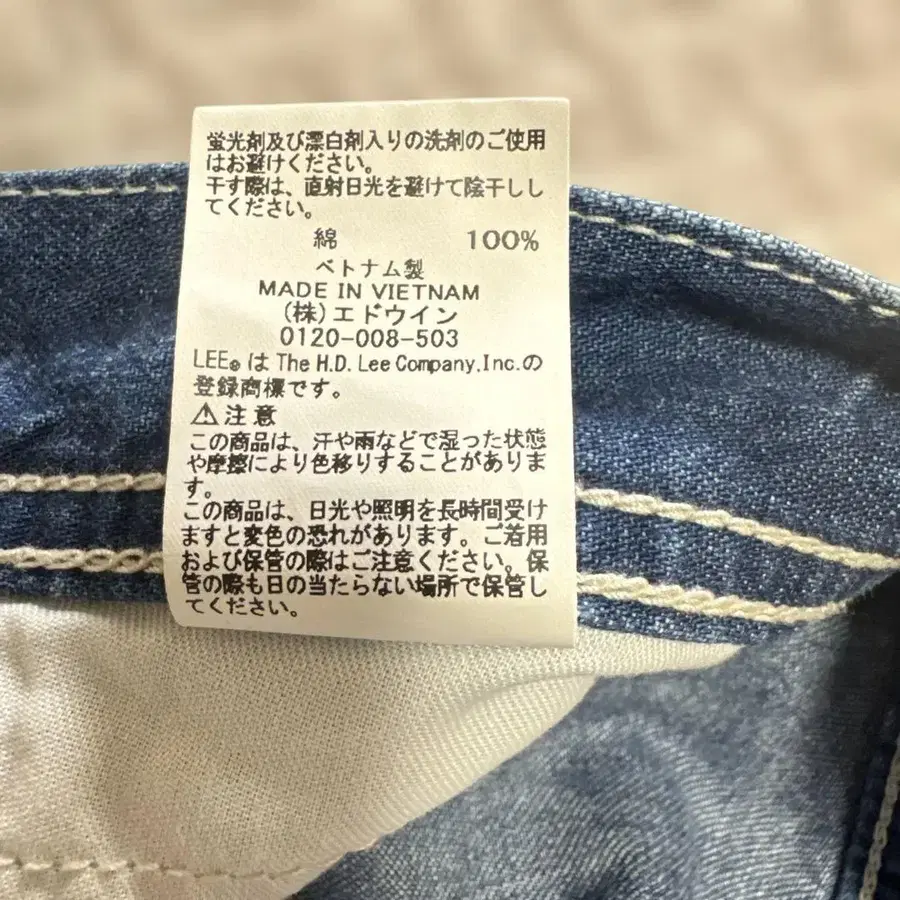 蛍光剤及び漂白剤入りの洗剤のご使用
はお避けください。
干す際は、直射日光を避けて陰干しし
てください。
綿 100%
ベトナム製
MADE IN VIETNAM
(株)エドウイン
0120-008-503
LEE® は The H.D. Lee Company,Inc.の
登録商標です。
⚠注意
この商品は、汗や雨などで湿った状態
や摩擦により色移りすることがありま
す。
この商品は、日光や照明を長時間受け
ますと変色の恐れがあります。ご着用
および保管の際はご注意ください。保
管の際も日の当たらない場所で保管し
てください。